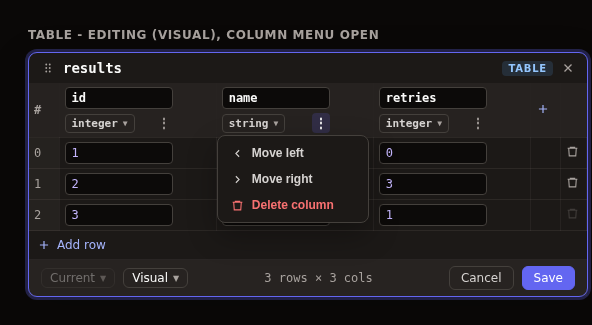 TABLE - EDITING (VISUAL), COLUMN MENU OPEN
results TABLE ×
# id name retries +
integer ▾ string ▾ integer ▾
0 1 0
1 2 3
2 3 1
Move left
Move right
Delete column
+ Add row
Current ▾ Visual ▾ 3 rows × 3 cols Cancel Save